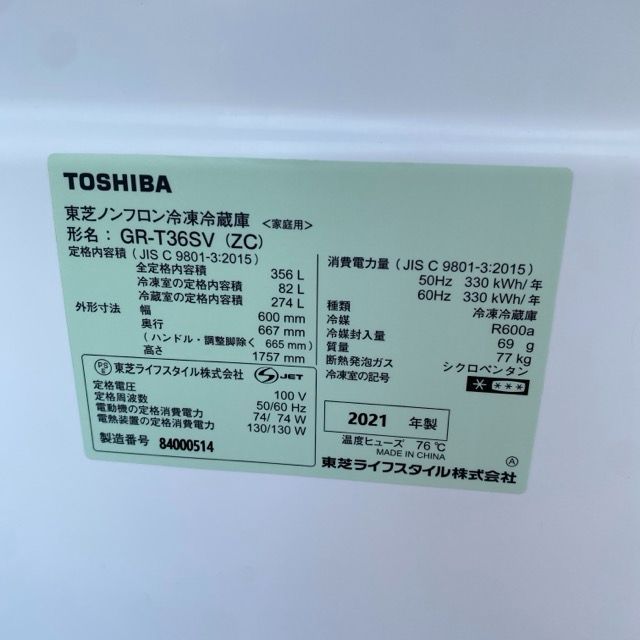 TOSHIBA
東芝ノンフロン冷凍冷蔵庫 <家庭用>
形名: GR-T36SV (ZC)
定格内容積 (JIS C 9801-3:2015)
全定格内容積 356 L
冷凍室の定格内容積 82 L
冷蔵室の定格内容積 274 L
外形寸法 幅 600 mm
奥行 667 mm
(ハンドル・調整脚除く 665 mm)
高さ 1757 mm
PS E 東芝ライフスタイル株式会社 S JET
定格電圧 100 V
定格周波数 50/60 Hz
電動機の定格消費電力 74/ 74 W
電熱装置の定格消費電力 130/130 W
製造番号 84000514
消費電力量 (JIS C 9801-3:2015)
50Hz 330 kWh/年
60Hz 330 kWh/年
種類 冷凍冷蔵庫
冷媒 R600a
冷媒封入量 69 g
質量 77 kg
断熱発泡ガス シクロペンタン
冷凍室の記号 * ***
2021 年製
温度ヒューズ 76 ℃
MADE IN CHINA
東芝ライフスタイル株式会社 Ⓐ